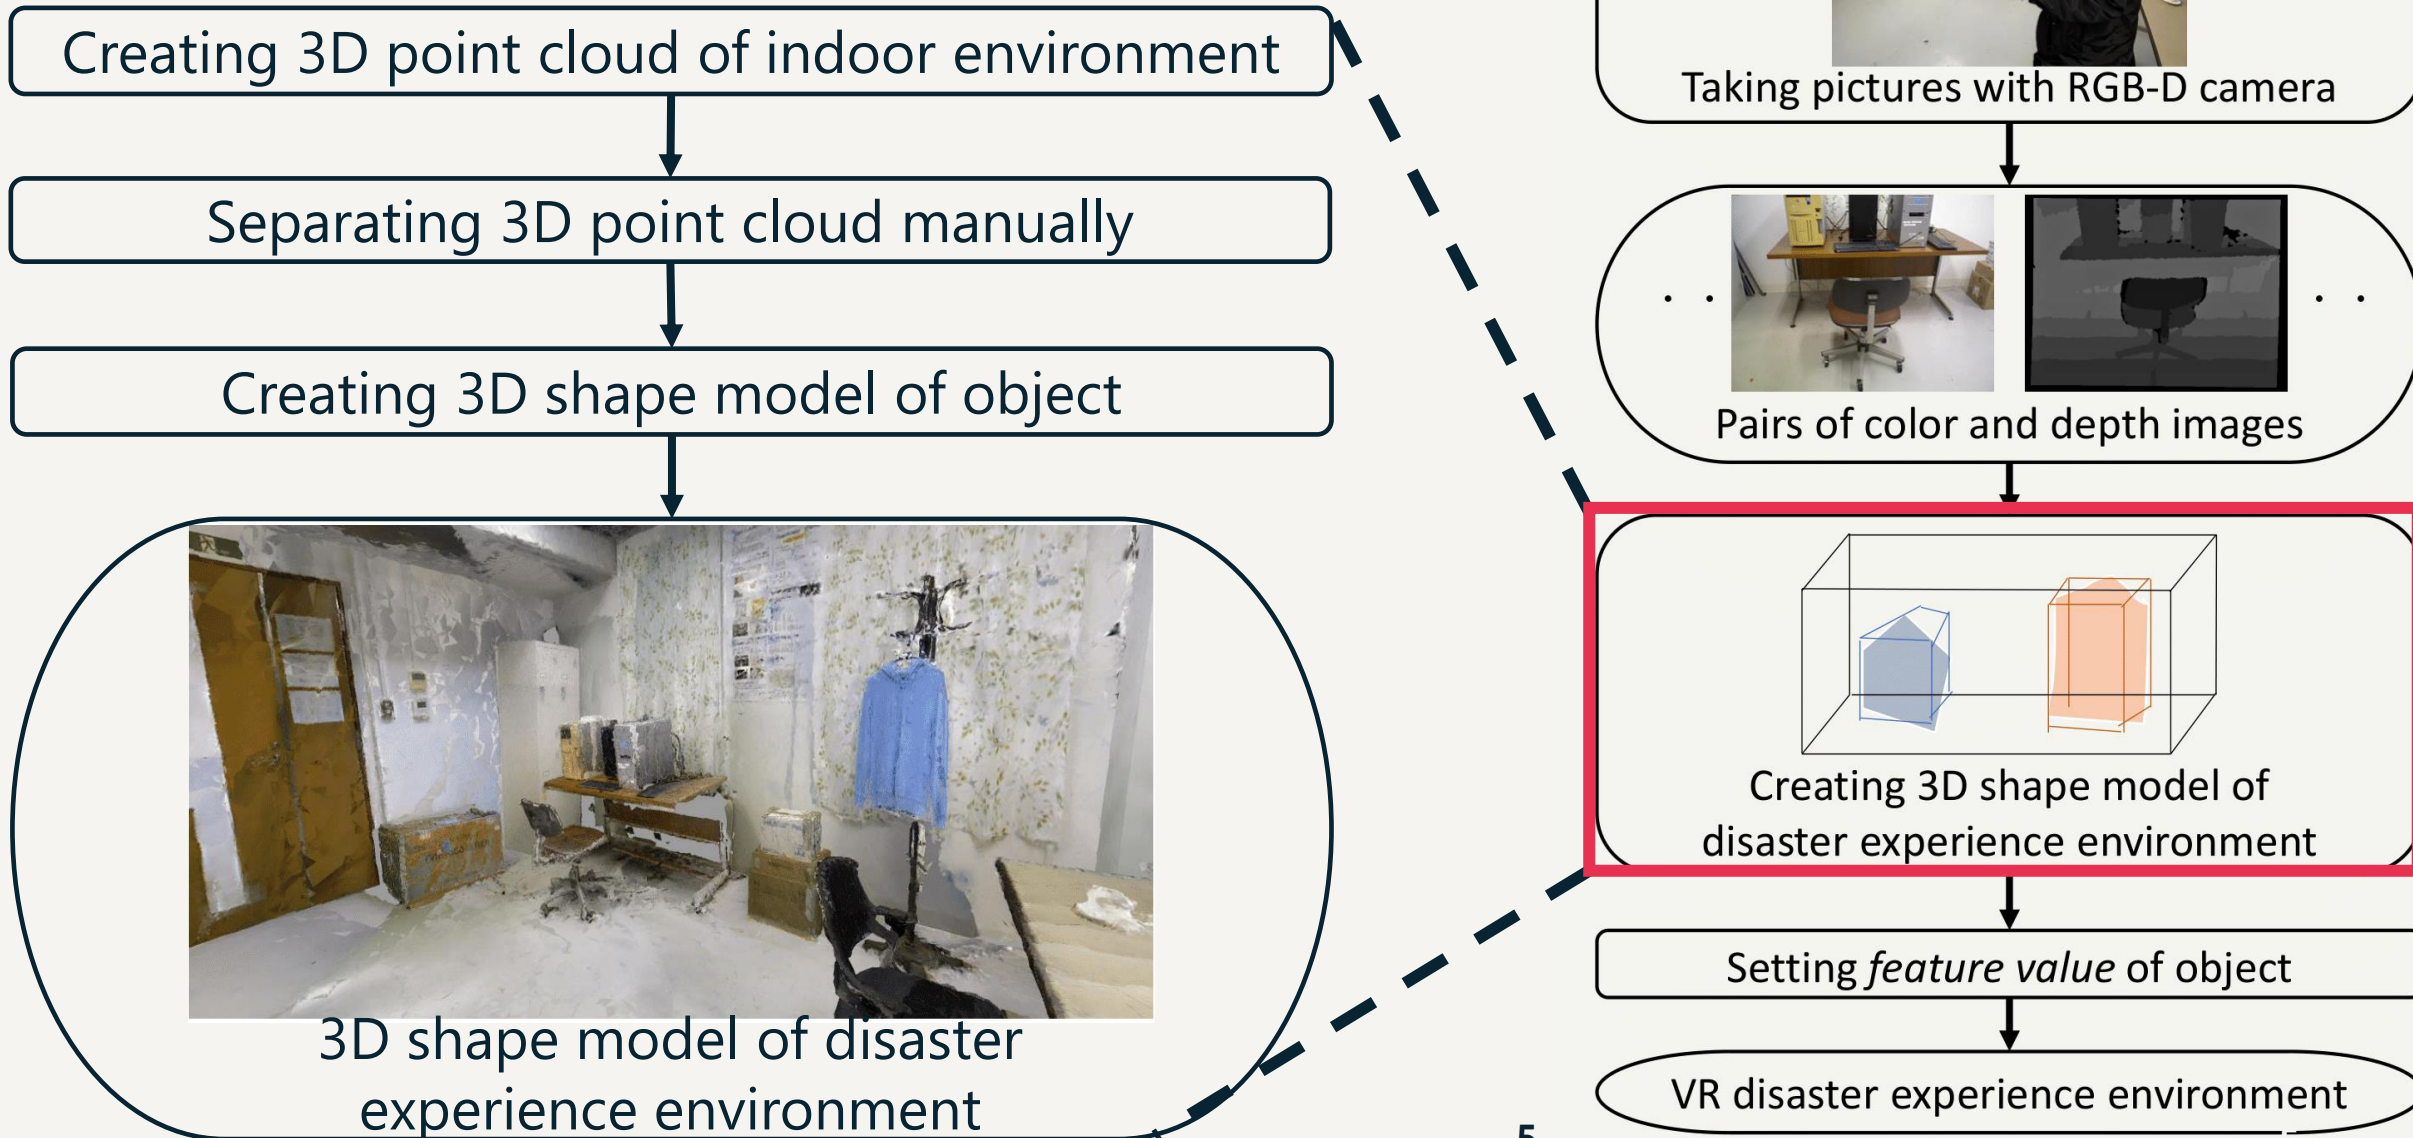 Creating 3D point cloud of indoor environment
Separating 3D point cloud manually
Creating 3D shape model of object
3D shape model of disaster
experience environment
Taking pictures with RGB-D camera
Pairs of color and depth images
Creating 3D shape model of
disaster experience environment
Setting feature value of object
VR disaster experience environment
5